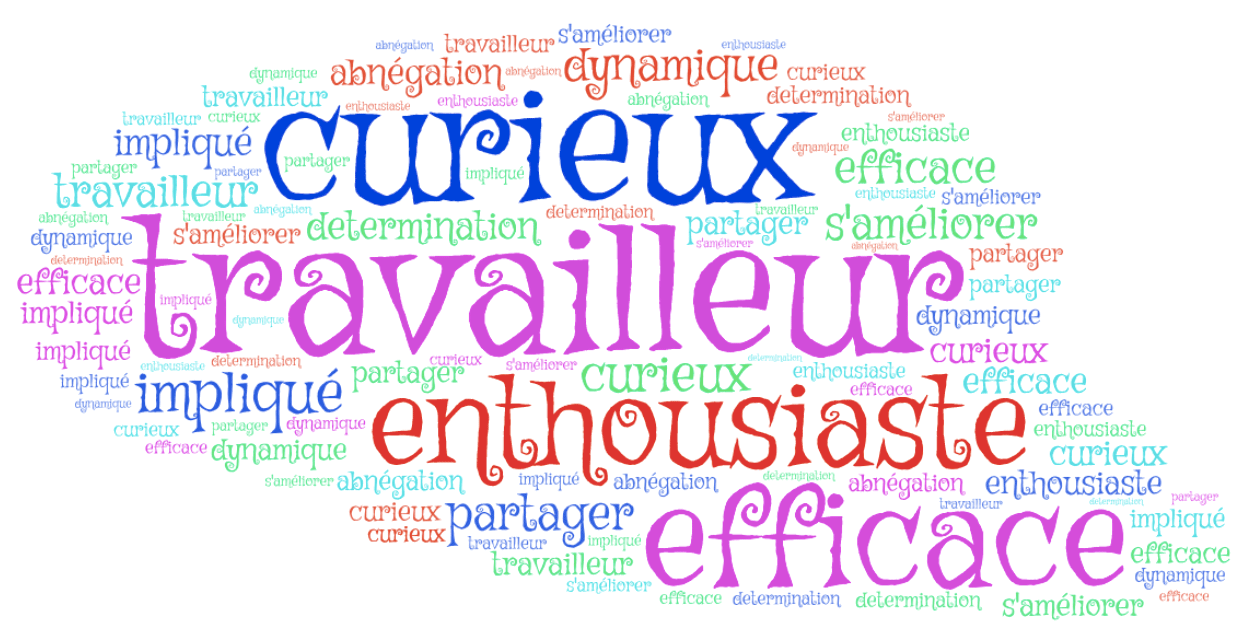 s'améliorer
abnégation travailleur enthousiaste
abnégation abnégation dynamique curieux
dynamique
travailleur enthousiaste enthousiaste abnégation determination
travailleur curieux s'améliorer
impliqué curieux enthousiaste
partager partager partager impliqué dynamique efficace
travailleur abnégation enthousiaste s'améliorer
abnégation travailleur determination travailleur
dynamique s'améliorer determination partager s'améliorer
determination s'améliorer abnégation partager
efficace travailleur partager
impliqué impliqué dynamique dynamique
impliqué curieux
enthousiaste determination curieux s'améliorer determination
impliqué partager curieux enthousiaste efficace
dynamique impliqué efficace efficace
curieux partager dynamique enthousiaste enthousiaste
efficace dynamique curieux
s'améliorer abnégation impliqué abnégation determination abnégation enthousiaste
curieux partager efficace travailleur determination partager
curieux travailleur impliqué impliqué
travailleur efficace
s'améliorer dynamique
efficace determination determination s'améliorer efficace